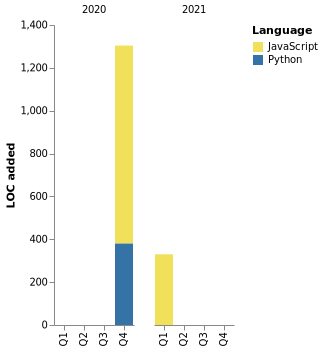 2020
2021
Language
JavaScript
Python
LOC added
1,400
1,200
1,000
800
600
400
200
0
Q1
Q2
Q3
Q4
Q1
Q2
Q3
Q4